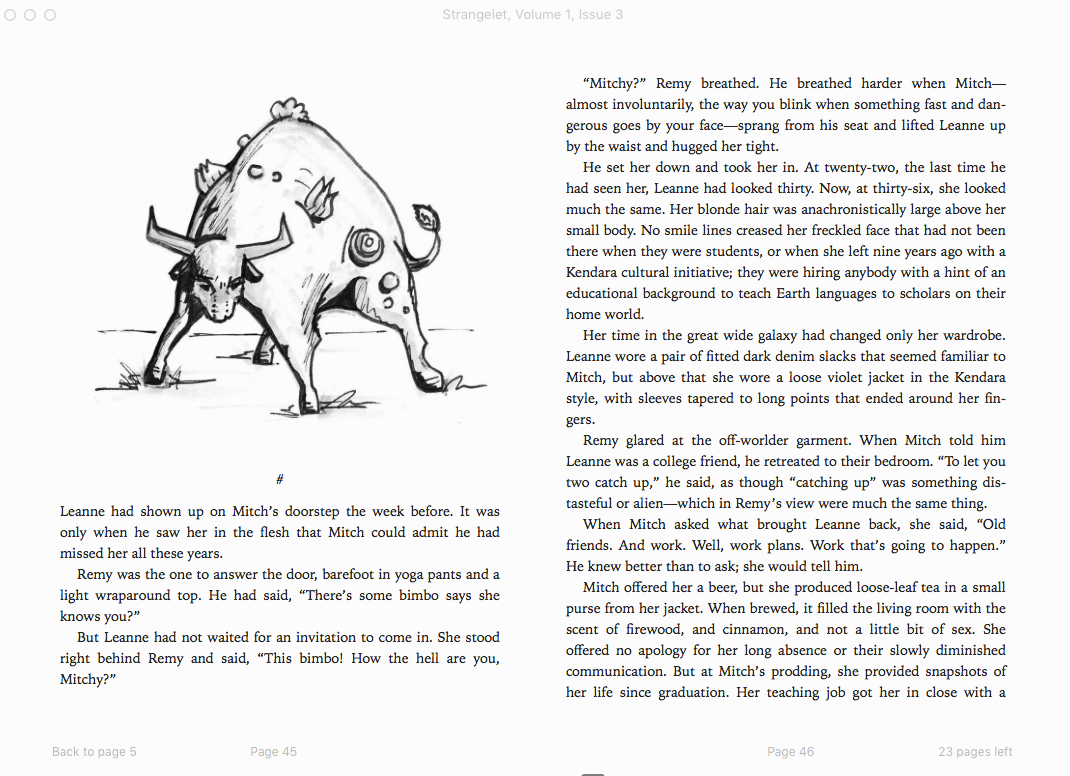 Strangelet, Volume 1, Issue 3
#
Leanne had shown up on Mitch’s doorstep the week before. It was
only when he saw her in the flesh that Mitch could admit he had
missed her all these years.
Remy was the one to answer the door, barefoot in yoga pants and a
light wraparound top. He had said, “There’s some bimbo says she
knows you?”
But Leanne had not waited for an invitation to come in. She stood
right behind Remy and said, “This bimbo! How the hell are you,
Mitchy?”
“Mitchy?” Remy breathed. He breathed harder when Mitch—
almost involuntarily, the way you blink when something fast and dan-
gerous goes by your face—sprang from his seat and lifted Leanne up
by the waist and hugged her tight.
He set her down and took her in. At twenty-two, the last time he
had seen her, Leanne had looked thirty. Now, at thirty-six, she looked
much the same. Her blonde hair was anachronistically large above her
small body. No smile lines creased her freckled face that had not been
there when they were students, or when she left nine years ago with a
Kendara cultural initiative; they were hiring anybody with a hint of an
educational background to teach Earth languages to scholars on their
home world.
Her time in the great wide galaxy had changed only her wardrobe.
Leanne wore a pair of fitted dark denim slacks that seemed familiar to
Mitch, but above that she wore a loose violet jacket in the Kendara
style, with sleeves tapered to long points that ended around her fin-
gers.
Remy glared at the off-worlder garment. When Mitch told him
Leanne was a college friend, he retreated to their bedroom. “To let you
two catch up,” he said, as though “catching up” was something dis-
tasteful or alien—which in Remy’s view were much the same thing.
When Mitch asked what brought Leanne back, she said, “Old
friends. And work. Well, work plans. Work that’s going to happen.”
He knew better than to ask; she would tell him.
Mitch offered her a beer, but she produced loose-leaf tea in a small
purse from her jacket. When brewed, it filled the living room with the
scent of firewood, and cinnamon, and not a little bit of sex. She
offered no apology for her long absence or their slowly diminished
communication. But at Mitch’s prodding, she provided snapshots of
her life since graduation. Her teaching job got her in close with a
Back to page 5
Page 45
Page 46
23 pages left